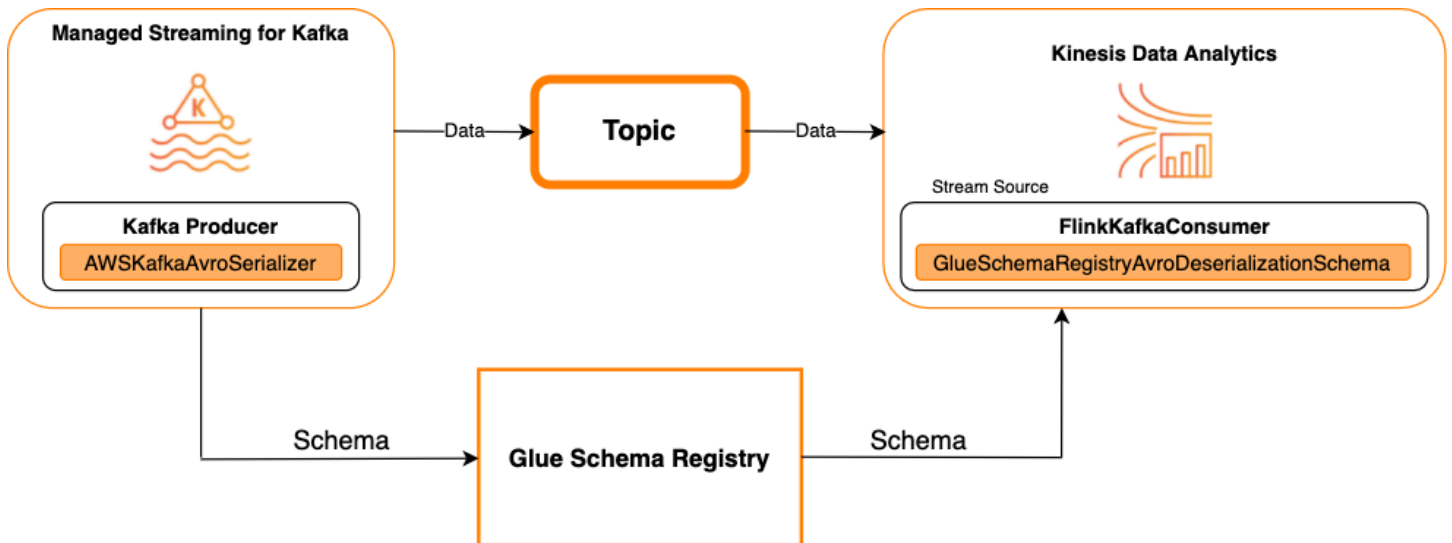 Managed Streaming for Kafka
K
Kafka Producer
AWSKafkaAvroSerializer
Data
Topic
Data
Kinesis Data Analytics
Stream Source
FlinkKafkaConsumer
GlueSchemaRegistryAvroDeserializationSchema
Schema
Glue Schema Registry
Schema